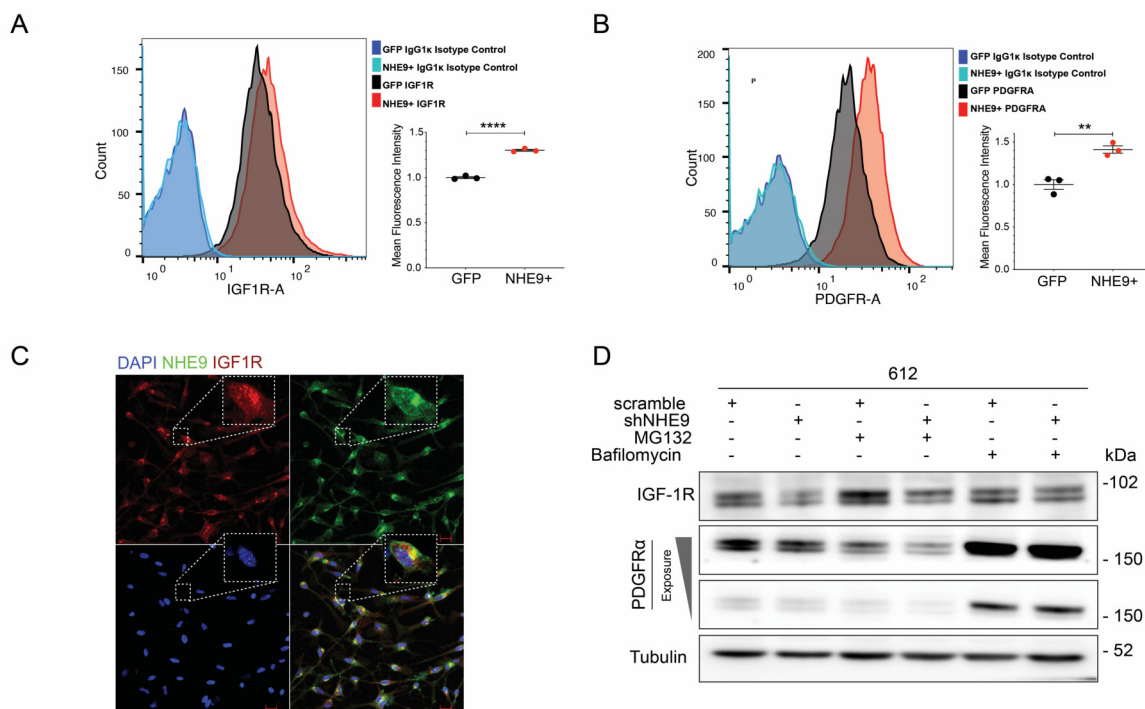 A
GFP IgG1κ Isotype Control
NHE9+ IgG1κ Isotype Control
GFP IGF1R
NHE9+ IGF1R
150
100
50
0
Count
10^0 10^1 10^2
IGF1R-A
****
1.5
1.0
0.5
0.0
Mean Fluorescence Intensity
GFP NHE9+
B
GFP IgG1κ Isotype Control
NHE9+ IgG1κ Isotype Control
GFP PDGFRA
NHE9+ PDGFRA
P
200
150
100
50
0
Count
10^0 10^1 10^2
PDGFR-A
**
1.5
1.0
0.5
0.0
Mean Fluorescence Intensity
GFP NHE9+
C
DAPI NHE9 IGF1R
D
612
scramble + - + - + -
shNHE9 - + - + - +
MG132 - - + + - -
Bafilomycin - - - - + +
kDa
IGF-1R
-102
PDGFRα
Exposure
- 150
- 150
Tubulin
- 52